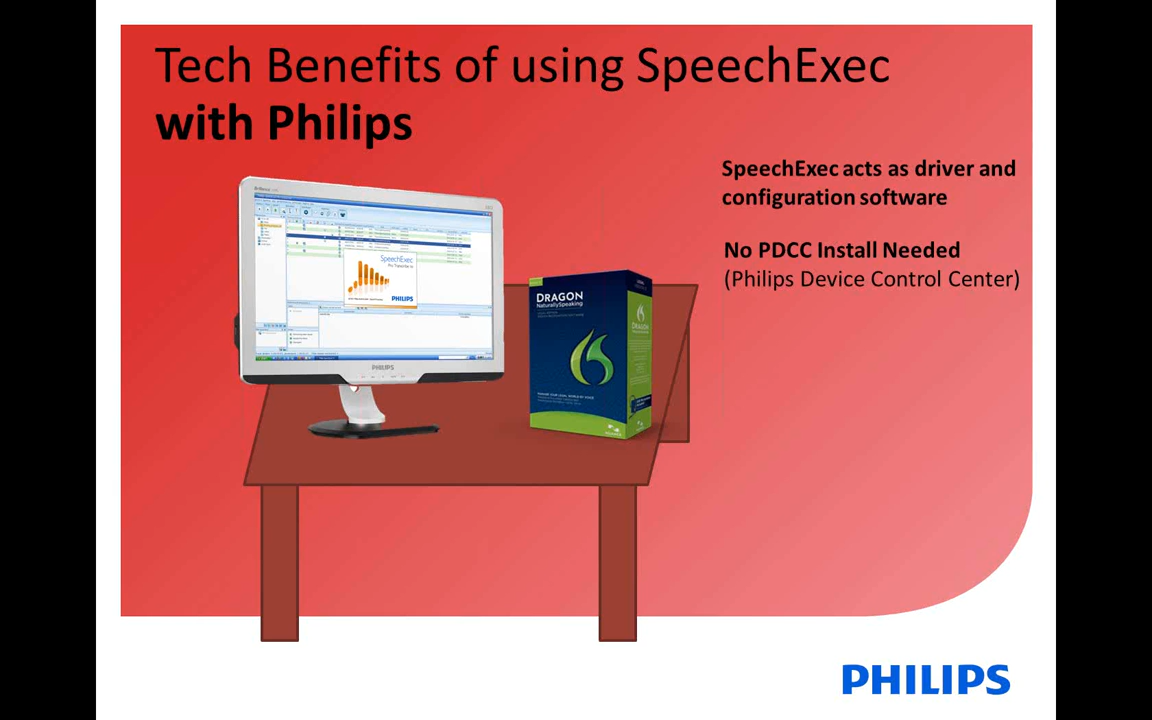 Tech Benefits of using SpeechExec
with Philips
SpeechExec acts as driver and
configuration software
No PDCC Install Needed
(Philips Device Control Center)
SpeechExec
PHILIPS
PHILIPS
DRAGON
NaturallySpeaking
DRAGON
PHILIPS